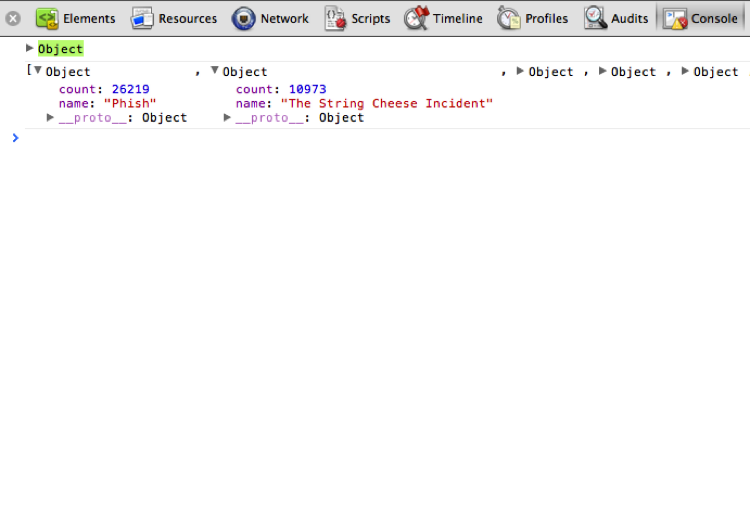 Elements Resources Network Scripts Timeline Profiles Audits Console
Object
[ Object , Object , Object , Object , Object
count: 26219 count: 10973
name: "Phish" name: "The String Cheese Incident"
__proto__: Object __proto__: Object
>